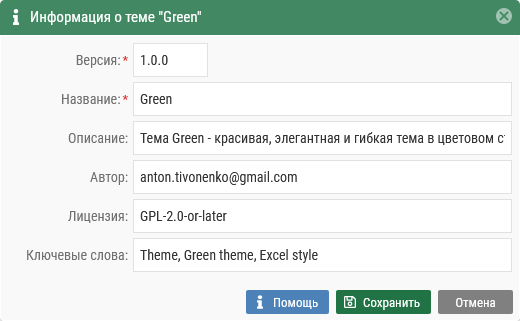 Информация о теме "Green"
Версия:* 1.0.0
Название:* Green
Описание: Тема Green - красивая, элегантная и гибкая тема в цветовом
Автор: anton.tivonenko@gmail.com
Лицензия: GPL-2.0-or-later
Ключевые слова: Theme, Green theme, Excel style
Помощь Сохранить Отмена